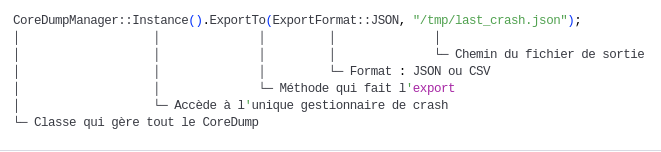 CoreDumpManager::Instance().ExportTo(ExportFormat::JSON, "/tmp/last_crash.json");
│                   │              │         │             │
│                   │              │         │             └─ Chemin du fichier de sortie
│                   │              │         └─ Format : JSON ou CSV
│                   │              └─ Méthode qui fait l'export
│                   └─ Accède à l'unique gestionnaire de crash
└─ Classe qui gère tout le CoreDump